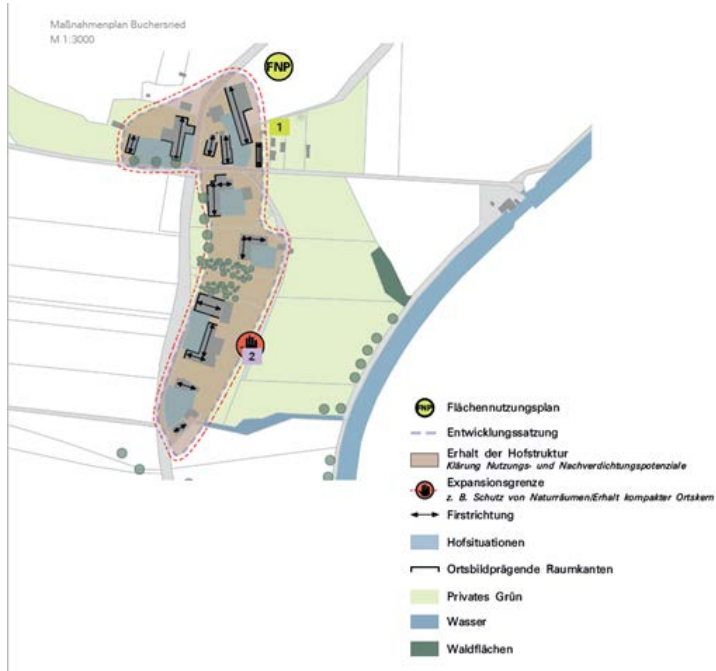 Maßnahmenplan Buchersried
M 1:3000
FNP
1
2
FNP Flächennutzungsplan
Entwicklungssatzung
Erhalt der Hofstruktur
Klärung Nutzungs- und Nachverdichtungspotenziale
Expansionsgrenze
z. B. Schutz von Naturräumen/Erhalt kompakter Ortskern
Firstrichtung
Hofsituationen
Ortsbildprägende Raumkanten
Privates Grün
Wasser
Waldflächen